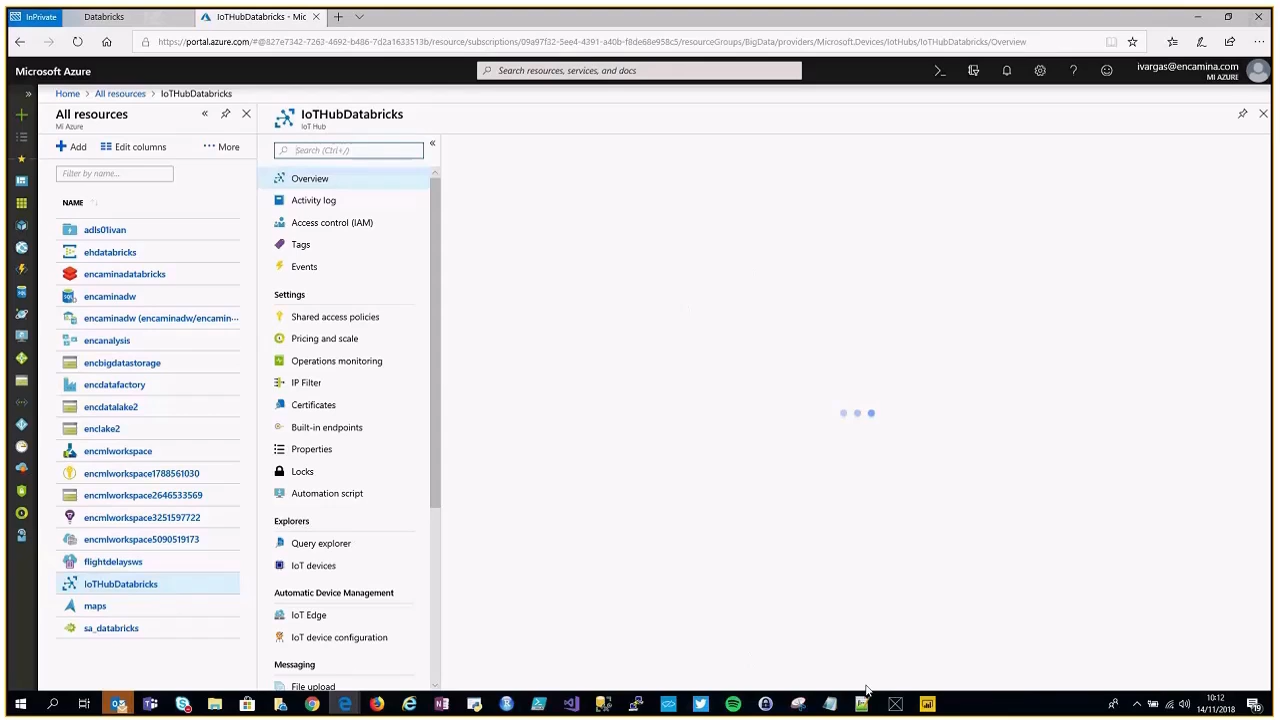 InPrivate
Databricks
IoTHubDatabricks - Mic
https://portal.azure.com/#@827e7342-7263-4692-b486-7d2a1633513b/resource/subscriptions/09a97f32-5ee4-4391-a40b-f8de68e958c5/resourceGroups/BigData/providers/Microsoft.Devices/IotHubs/IoTHubDatabricks/Overview
Microsoft Azure
Search resources, services, and docs
ivargas@encamina.com
MI AZURE
Home > All resources > IoTHubDatabricks
All resources
Mi Azure
Add
Edit columns
More
Filter by name...
NAME
adls01ivan
ehdatabricks
encaminadatabricks
encaminadw
encaminadw (encaminadw/encamin...
encanalysis
encbigdatastorage
encdatafactory
encdatalake2
enclake2
encmlworkspace
encmlworkspace1788561030
encmlworkspace2646533569
encmlworkspace3251597722
encmlworkspace5090519173
flightdelaysws
IoTHubDatabricks
maps
sa_databricks
IoTHubDatabricks
IoT Hub
Search (Ctrl+/)
Overview
Activity log
Access control (IAM)
Tags
Events
Settings
Shared access policies
Pricing and scale
Operations monitoring
IP Filter
Certificates
Built-in endpoints
Properties
Locks
Automation script
Explorers
Query explorer
IoT devices
Automatic Device Management
IoT Edge
IoT device configuration
Messaging
File upload
10:12
14/11/2018